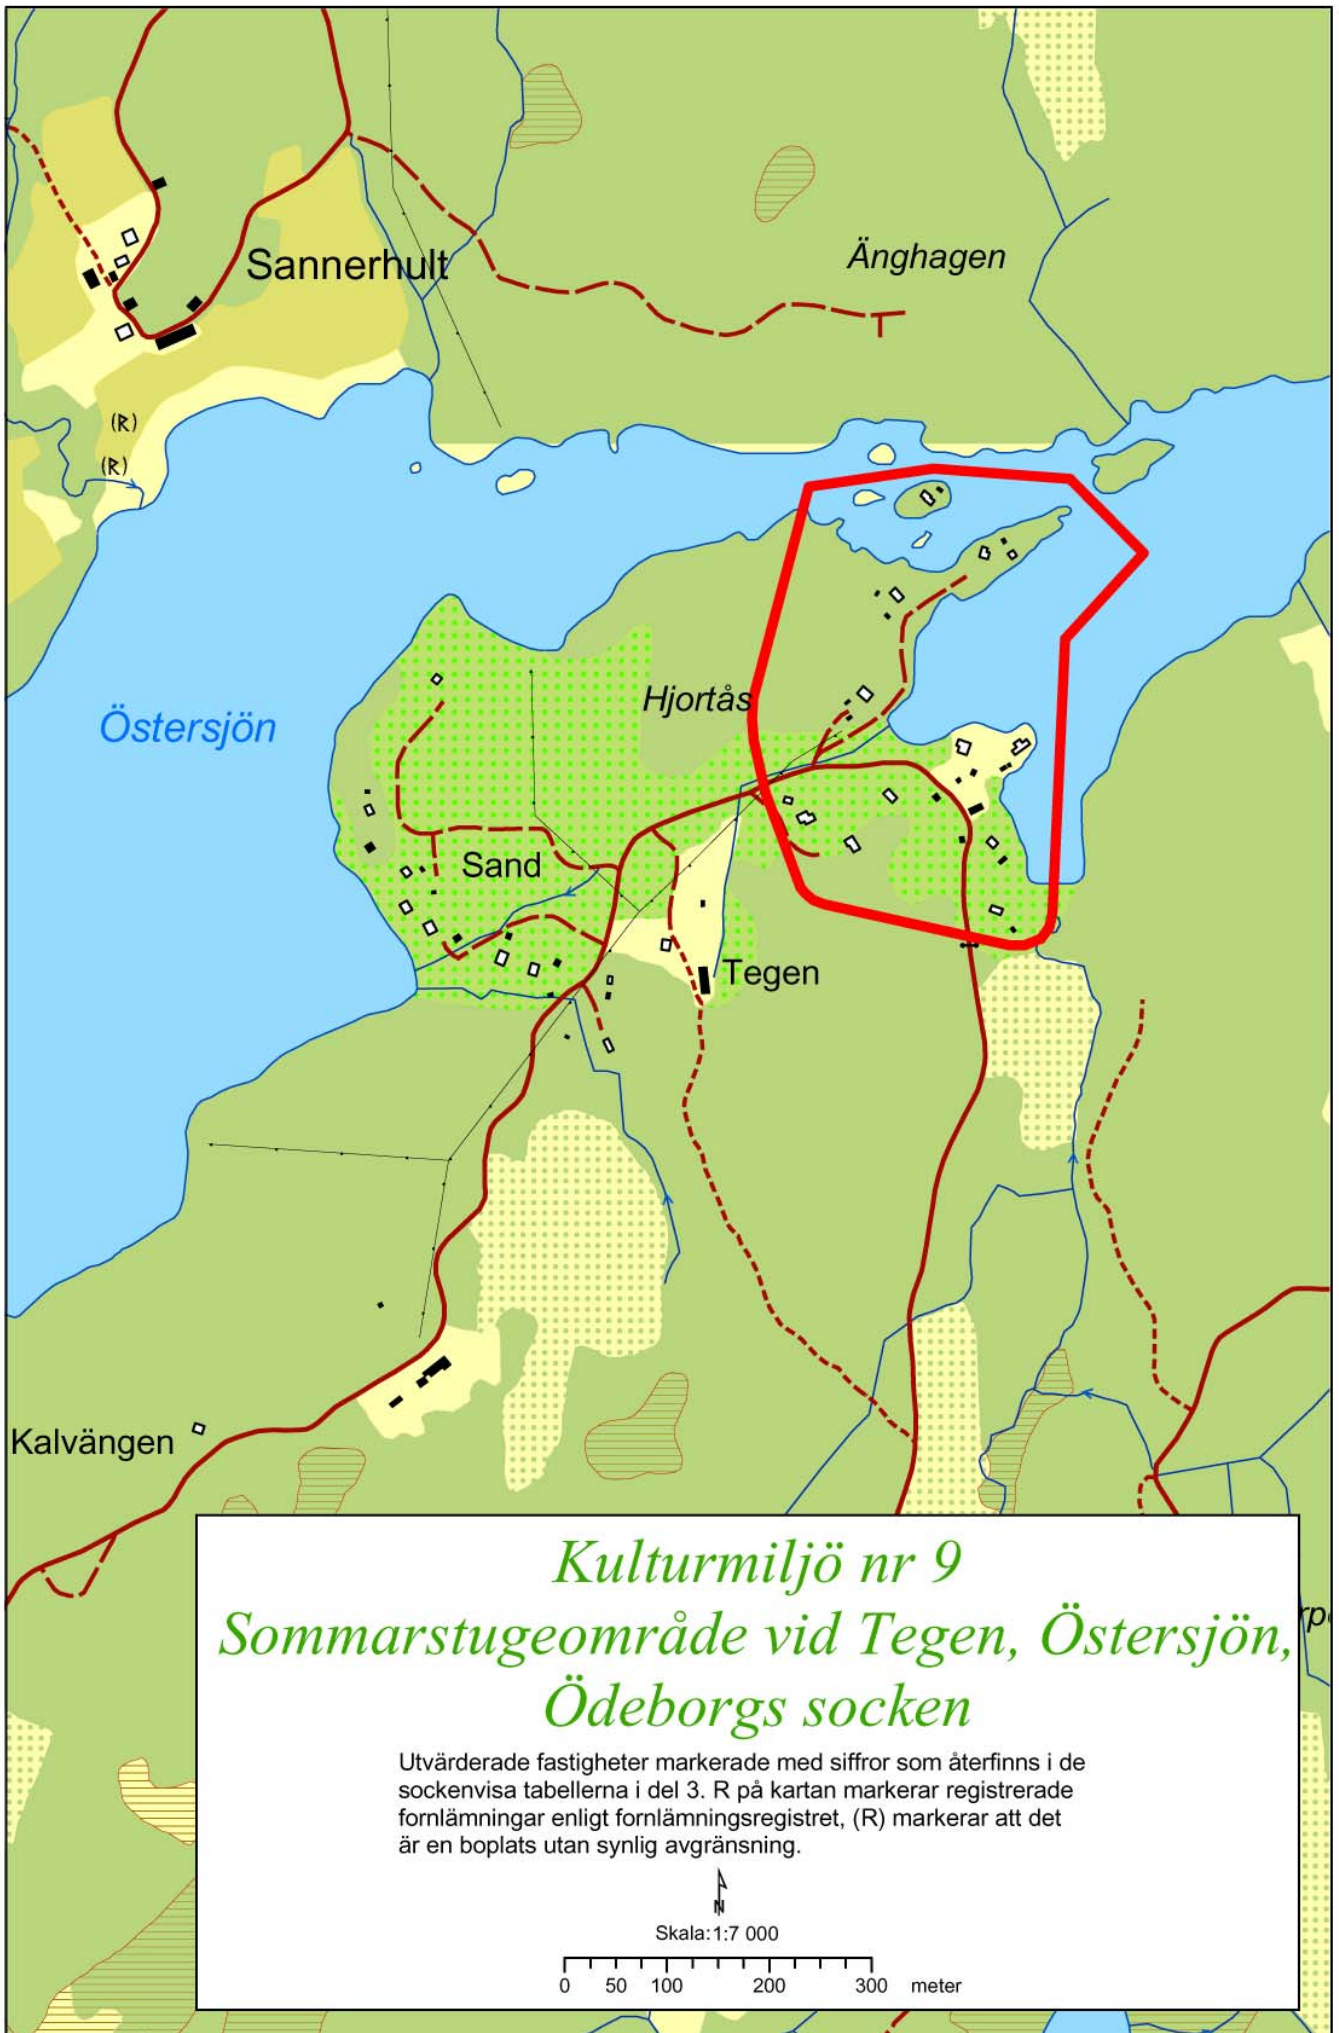 Sannerhult
Änghagen
(R)
(R)
Hjortås
Östersjön
Sand
Tegen
Kalvängen
Kulturmiljö nr 9
Sommarstugeområde vid Tegen, Östersjön,
Ödeborgs socken
Utvärderade fastigheter markerade med siffror som återfinns i de
sockenvisa tabellerna i del 3. R på kartan markerar registrerade
fornlämningar enligt fornlämningsregistret, (R) markerar att det
är en boplats utan synlig avgränsning.
N
Skala:1:7 000
0 50 100 200 300 meter